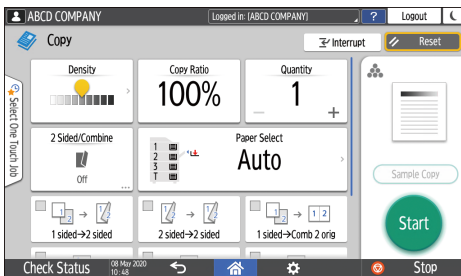 ABCD COMPANY
Logged in: [ABCD COMPANY]
?
Logout
Copy
Interrupt
Reset
Select One Touch Job
Density
Copy Ratio
100%
Quantity
1
2 Sided/Combine
Off
...
Paper Select
1
2
3
T
Auto
Sample Copy
1 sided→2 sided
2 sided→2 sided
1 2
1 sided→Comb 2 orig
Start
Check Status
08 May 2020
10:48
Stop